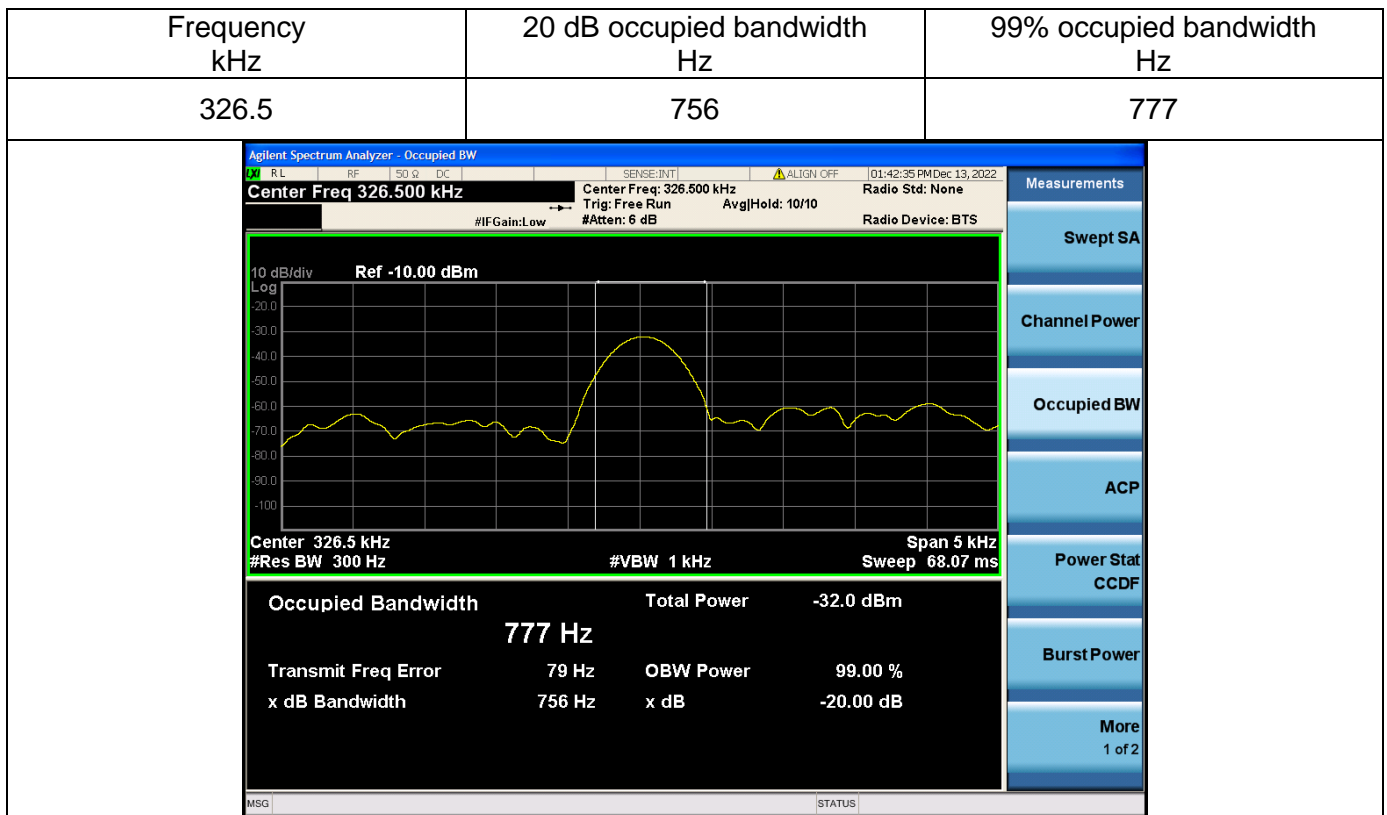 Frequency
kHz
20 dB occupied bandwidth
Hz
99% occupied bandwidth
Hz
326.5
756
777
Agilent Spectrum Analyzer - Occupied BW
LXI RL RF 50 Ω DC SENSE:INT ALIGN OFF 01:42:35 PM Dec 13, 2022
Center Freq 326.500 kHz
Center Freq: 326.500 kHz
Radio Std: None
Trig: Free Run Avg|Hold: 10/10
#IFGain:Low
#Atten: 6 dB
Radio Device: BTS
10 dB/div Ref -10.00 dBm
Log
-20.0
-30.0
-40.0
-50.0
-60.0
-70.0
-80.0
-90.0
-100
Center 326.5 kHz Span 5 kHz
#Res BW 300 Hz #VBW 1 kHz Sweep 68.07 ms
Occupied Bandwidth Total Power -32.0 dBm
777 Hz
Transmit Freq Error 79 Hz OBW Power 99.00 %
x dB Bandwidth 756 Hz x dB -20.00 dB
MSG STATUS
Measurements
Swept SA
Channel Power
Occupied BW
ACP
Power Stat
CCDF
Burst Power
More
1 of 2